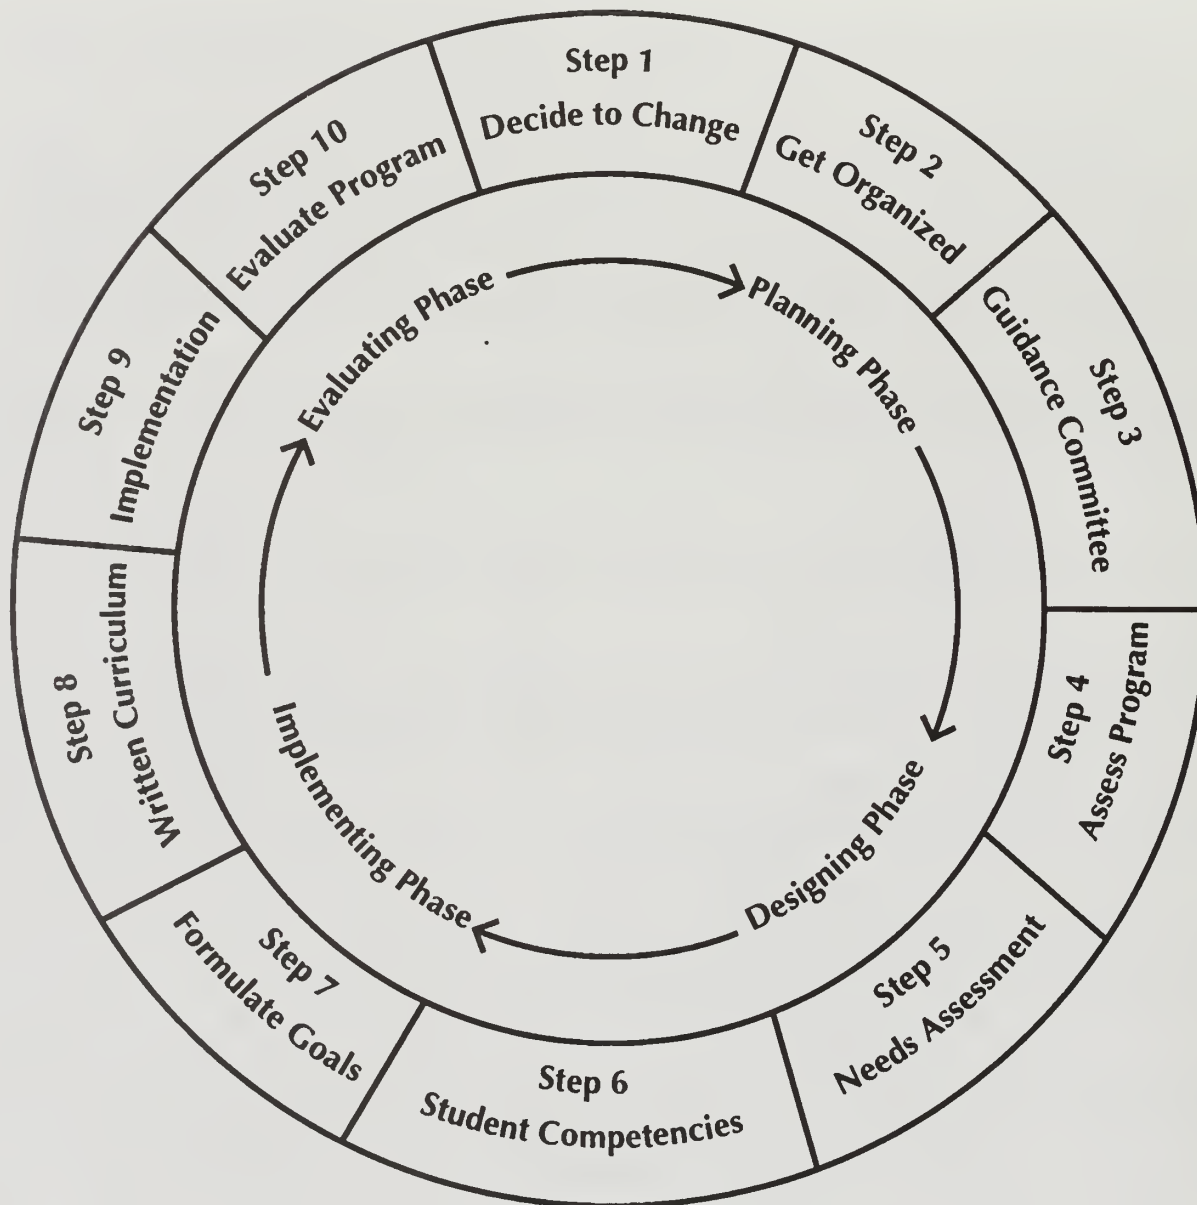 Step 1
Decide to Change
Step 2
Get Organized
Step 3
Guidance Committee
Step 4
Assess Program
Step 5
Needs Assessment
Step 6
Student Competencies
Step 7
Formulate Goals
Step 8
Written Curriculum
Step 9
Implementation
Step 10
Evaluate Program
Planning Phase
Designing Phase
Implementing Phase
Evaluating Phase